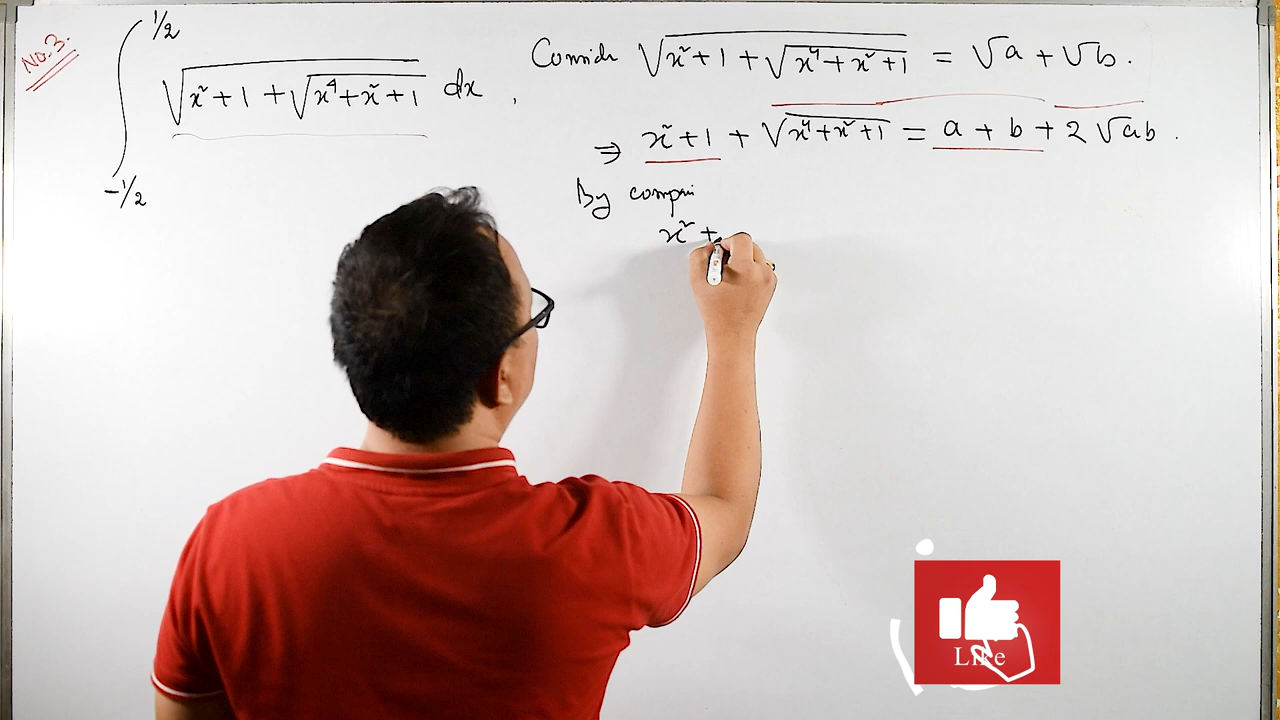 No. 3.
∫_{-1/2}^{1/2} √(x²+1+√(x⁴+x²+1)) dx ,
Consider √(x²+1+√(x⁴+x²+1)) = √a + √b .
⇒ x²+1 + √(x⁴+x²+1) = a + b + 2√ab .
By compari
x² +
Like